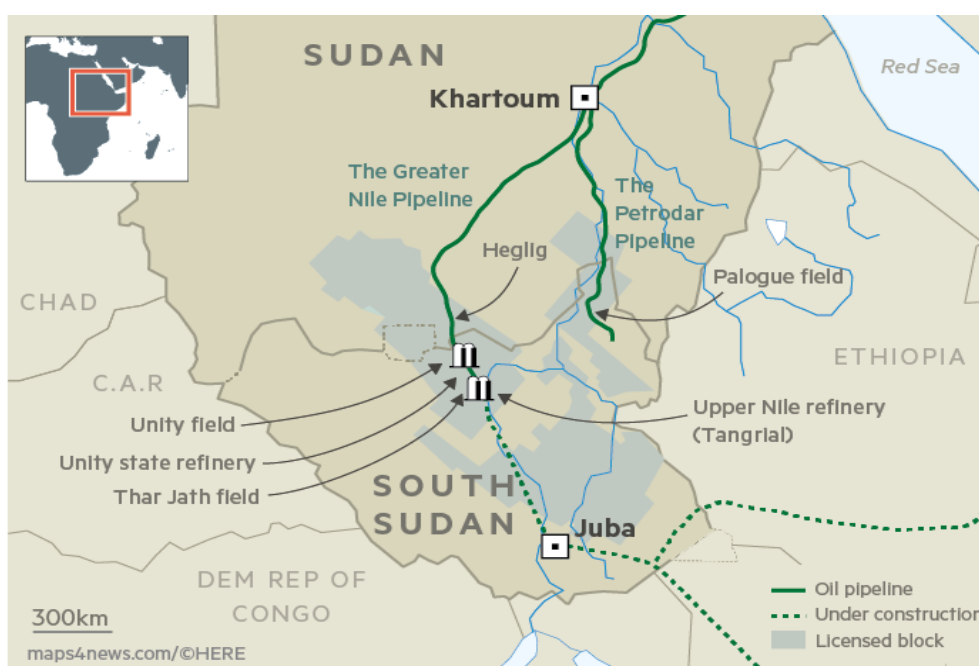 SUDAN
Red Sea
Khartoum
The Greater
Nile Pipeline
The
Petrodar
Pipeline
Heglig
Palogue field
CHAD
ETHIOPIA
C.A.R
Unity field
Upper Nile refinery
(Tangrial)
Unity state refinery
Thar Jath field
SOUTH
SUDAN
Juba
DEM REP OF
CONGO
Oil pipeline
Under construction
Licensed block
300km
maps4news.com/©HERE